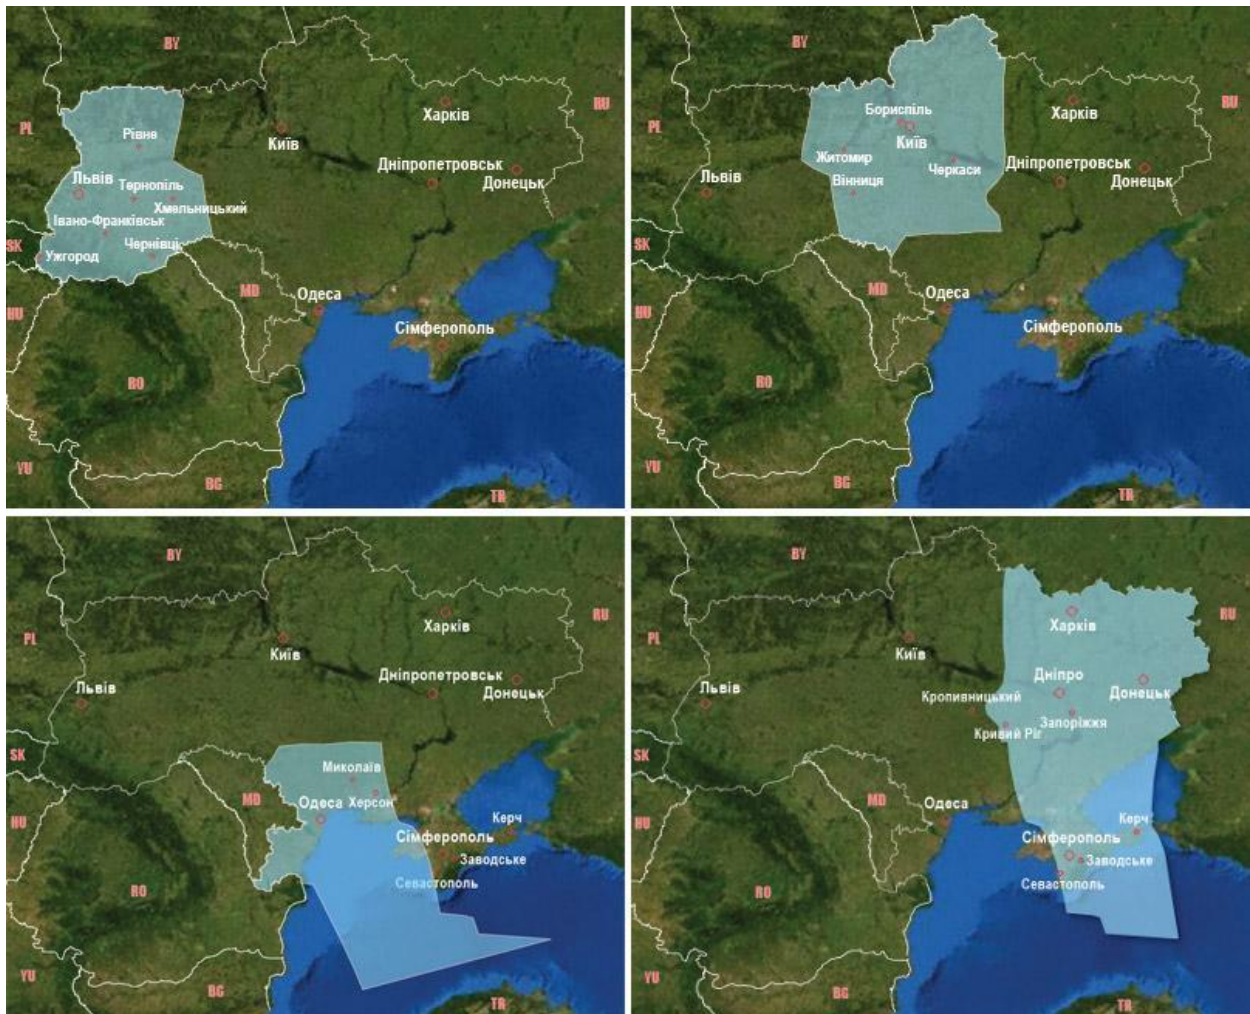 BY
PL
RU
Харків
Київ
Рівне
Дніпропетровськ
Донецьк
Львів
Тернопіль
Хмельницький
Івано-Франківськ
Чернівці
SK
Ужгород
HU
MD
Одеса
Сімферополь
RO
YU
BG
TR
BY
PL
RU
Бориспіль
Харків
Київ
Житомир
Черкаси
Дніпропетровськ
Донецьк
Вінниця
Львів
SK
HU
MD
Одеса
Сімферополь
RO
YU
BG
TR
BY
PL
RU
Харків
Київ
Дніпропетровськ
Донецьк
Львів
SK
HU
MD
Миколаїв
Одеса
Херсон
Керч
Сімферополь
Заводське
Севастополь
RO
YU
BG
TR
BY
PL
RU
Харків
Київ
Дніпро
Донецьк
Львів
Кропивницький
Запоріжжя
Кривий Ріг
SK
HU
MD
Одеса
Керч
Сімферополь
Заводське
Севастополь
RO
YU
BG
TR